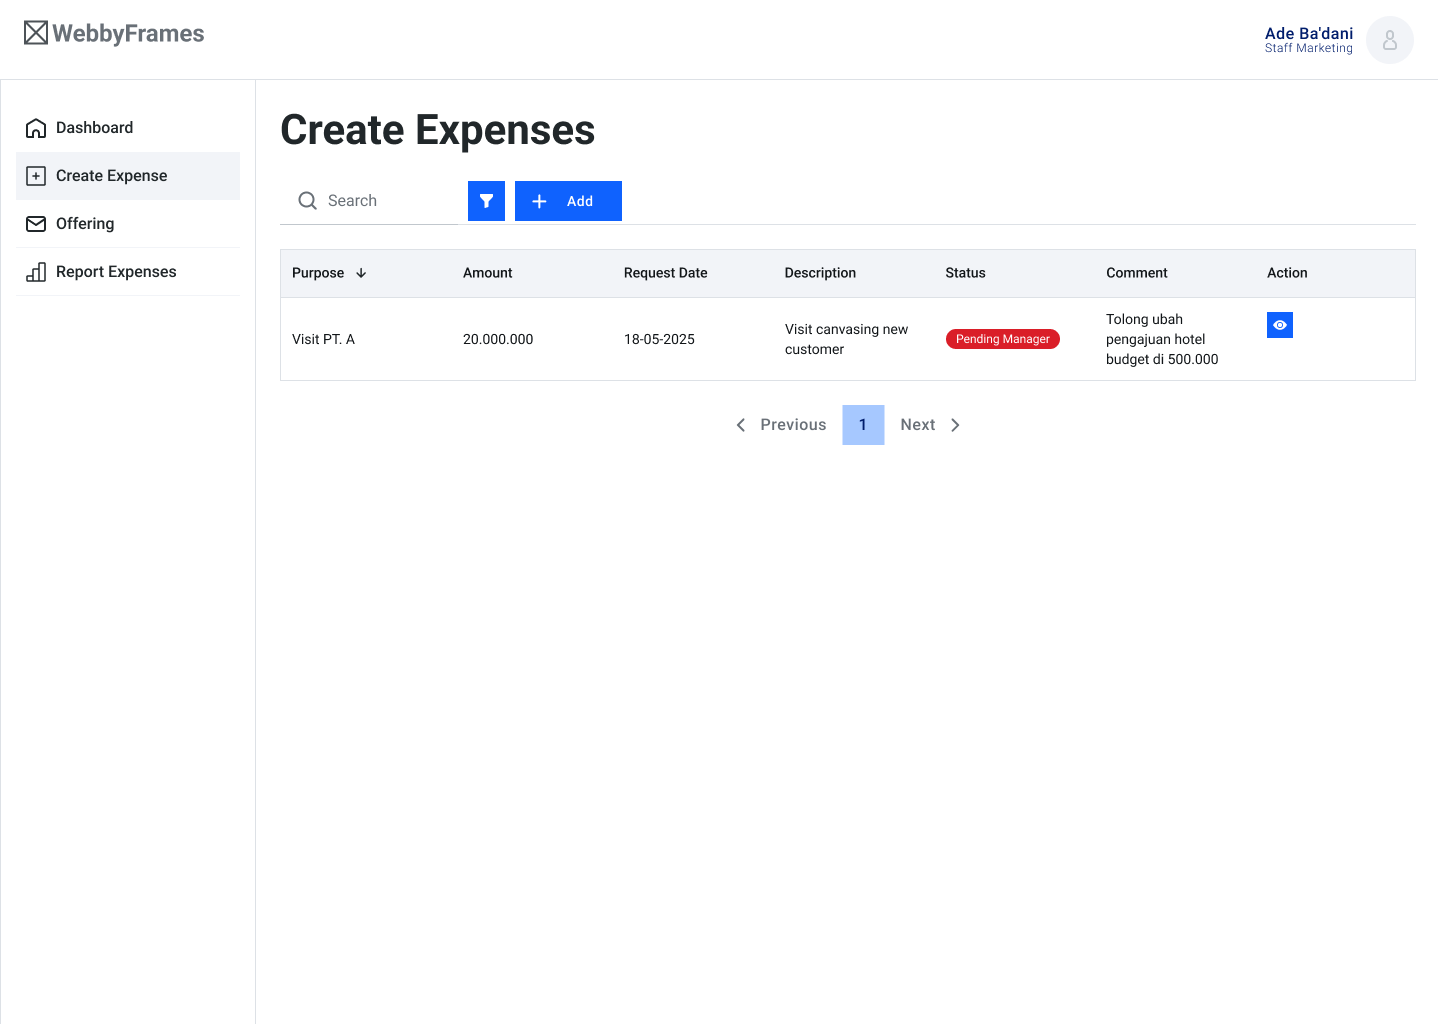 WebbyFrames
Ade Ba'dani
Staff Marketing
Dashboard
Create Expense
Offering
Report Expenses
Create Expenses
Search
Add
Purpose Amount Request Date Description Status Comment Action
Visit PT. A
20.000.000
18-05-2025
Visit canvasing new
customer
Pending Manager
Tolong ubah
pengajuan hotel
budget di 500.000
Previous 1 Next